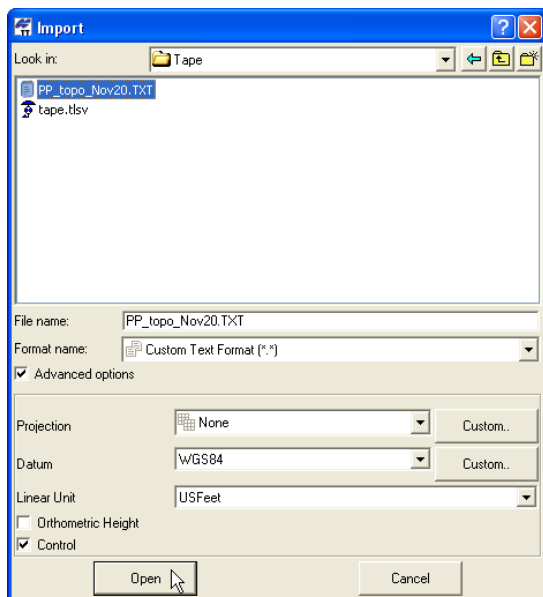 Import
Look in: Tape
PP_topo_Nov20.TXT
tape.tlsv
File name: PP_topo_Nov20.TXT
Format name: Custom Text Format (*.*)
Advanced options
Projection None Custom..
Datum WGS84 Custom..
Linear Unit USFeet
Orthometric Height
Control
Open Cancel